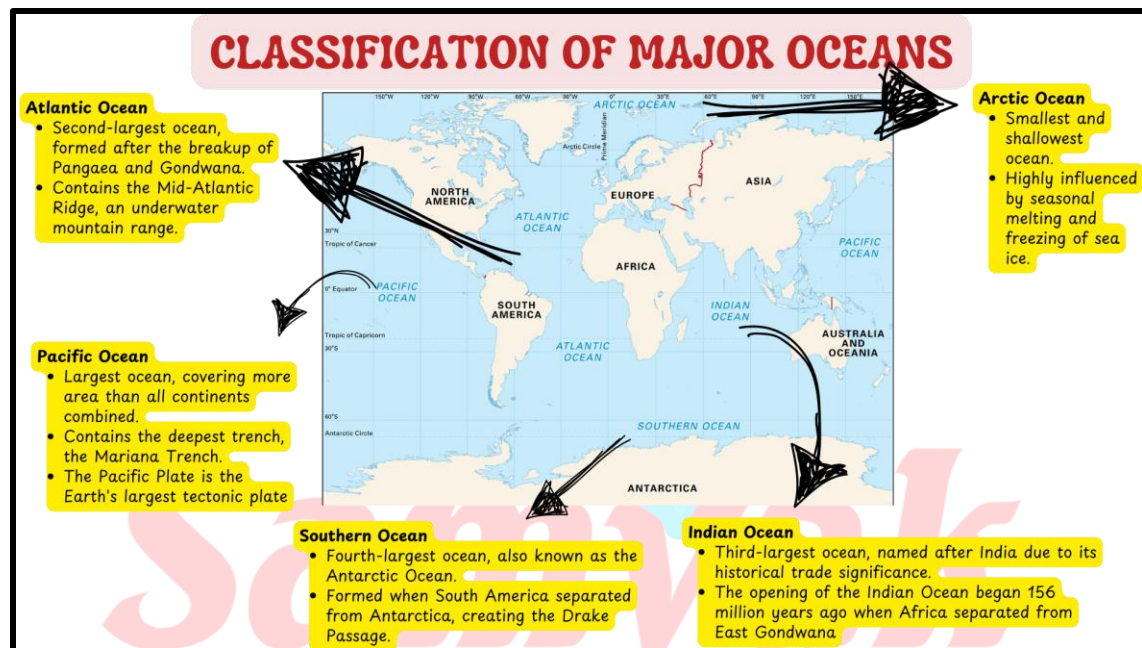 CLASSIFICATION OF MAJOR OCEANS
Atlantic Ocean
• Second-largest ocean,
formed after the breakup of
Pangaea and Gondwana.
• Contains the Mid-Atlantic
Ridge, an underwater
mountain range.
Arctic Ocean
• Smallest and
shallowest
ocean.
• Highly influenced
by seasonal
melting and
freezing of sea
ice.
150°W 120°W 90°W 60°W 30°W 0° 30°E 60°E 90°E 120°E 150°E
ARCTIC OCEAN
Prime Meridian
Arctic Circle
NORTH
AMERICA
EUROPE
ASIA
ATLANTIC
OCEAN
30°N
Tropic of Cancer
PACIFIC
OCEAN
AFRICA
0° Equator
PACIFIC
OCEAN
SOUTH
AMERICA
INDIAN
OCEAN
Tropic of Capricorn
30°S
ATLANTIC
OCEAN
AUSTRALIA
AND
OCEANIA
60°S
SOUTHERN OCEAN
Antarctic Circle
ANTARCTICA
Pacific Ocean
• Largest ocean, covering more
area than all continents
combined.
• Contains the deepest trench,
the Mariana Trench.
• The Pacific Plate is the
Earth's largest tectonic plate
Southern Ocean
• Fourth-largest ocean, also known as the
Antarctic Ocean.
• Formed when South America separated
from Antarctica, creating the Drake
Passage.
Indian Ocean
• Third-largest ocean, named after India due to its
historical trade significance.
• The opening of the Indian Ocean began 156
million years ago when Africa separated from
East Gondwana